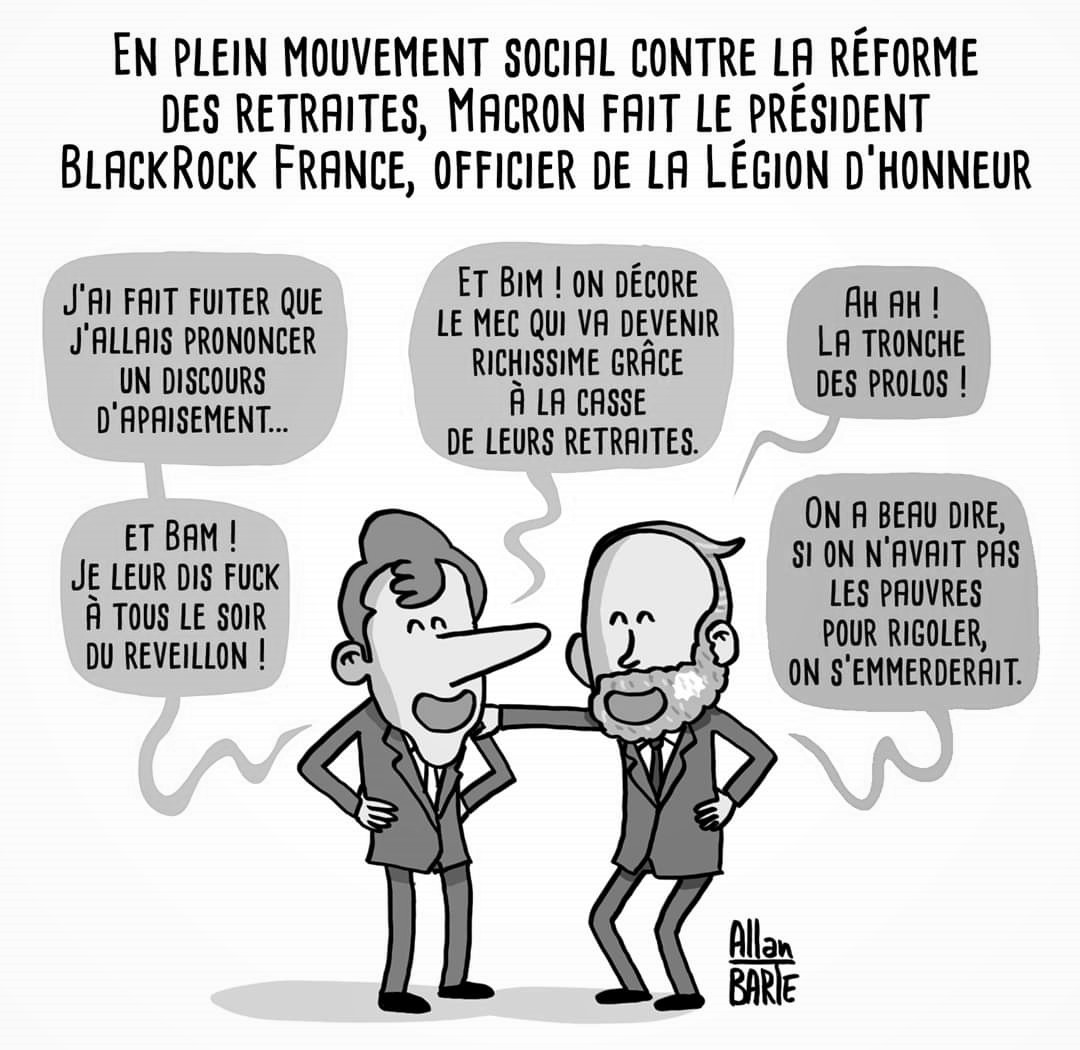 EN PLEIN MOUVEMENT SOCIAL CONTRE LA RÉFORME
DES RETRAITES, MACRON FAIT LE PRÉSIDENT
BLACKROCK FRANCE, OFFICIER DE LA LÉGION D'HONNEUR
J'AI FAIT FUITER QUE
J'ALLAIS PRONONCER
UN DISCOURS
D'APAISEMENT...
ET BAM !
JE LEUR DIS FUCK
À TOUS LE SOIR
DU REVEILLON !
ET BIM ! ON DÉCORE
LE MEC QUI VA DEVENIR
RICHISSIME GRÂCE
À LA CASSE
DE LEURS RETRAITES.
AH AH !
LA TRONCHE
DES PROLOS !
ON A BEAU DIRE,
SI ON N'AVAIT PAS
LES PAUVRES
POUR RIGOLER,
ON S'EMMERDERAIT.
Allan
BARTE